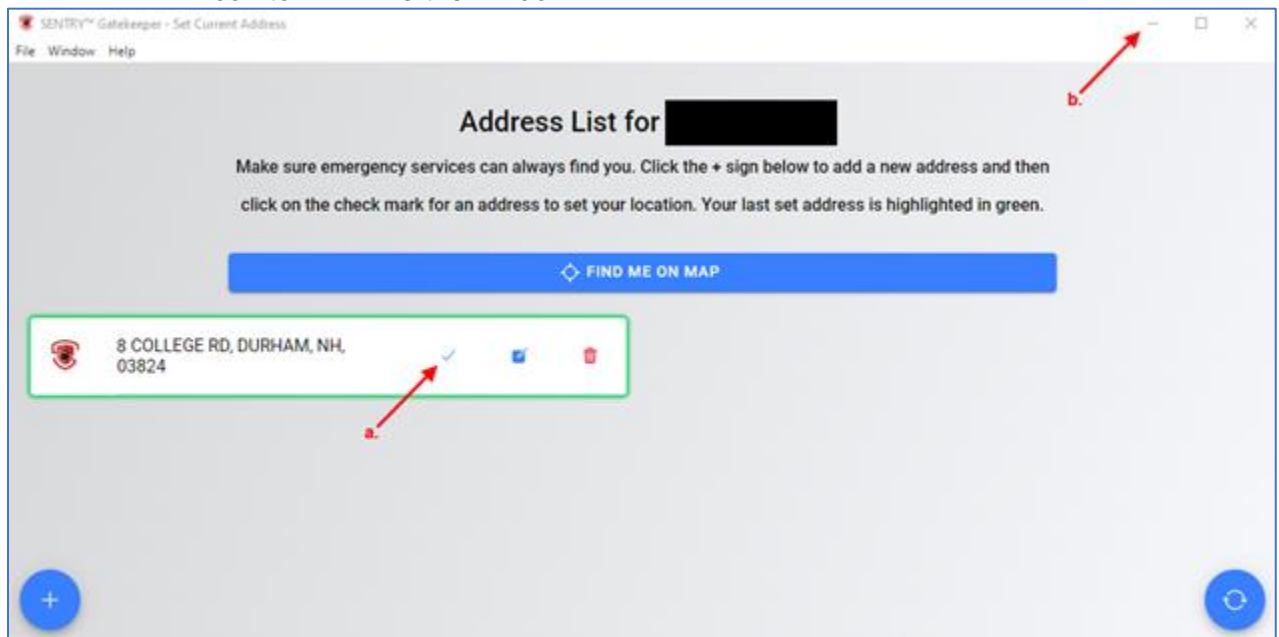 SENTRY™ Gatekeeper - Set Current Address
File Window Help
b.
Address List for
Make sure emergency services can always find you. Click the + sign below to add a new address and then
click on the check mark for an address to set your location. Your last set address is highlighted in green.
FIND ME ON MAP
8 COLLEGE RD, DURHAM, NH,
03824
a.